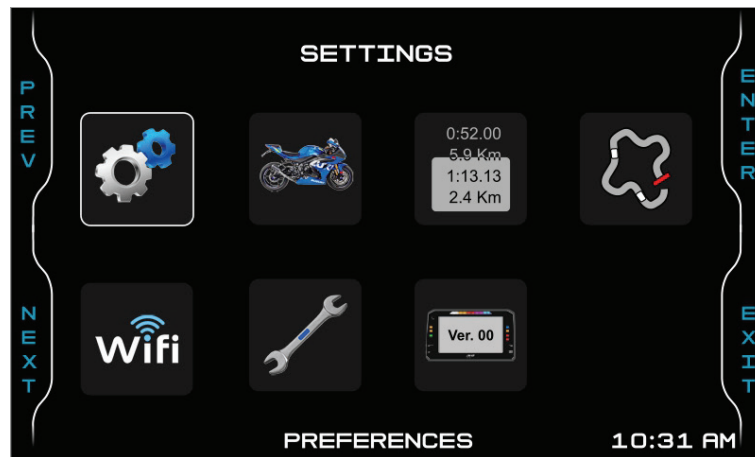 SETTINGS
PREV
ENTER
0:52.00
5.9 Km
1:13.13
2.4 Km
NEXT
EXIT
Wifi
Ver. 00
PREFERENCES
10:31 AM